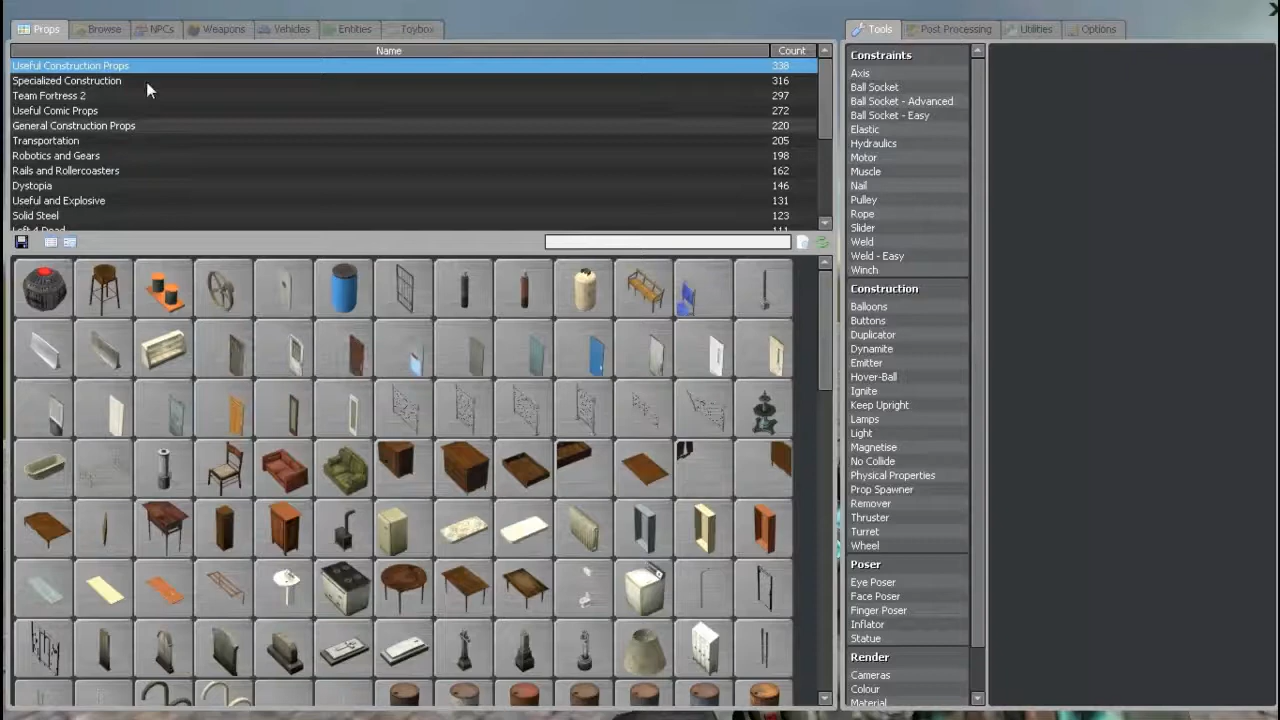 Props Browse NPCs Weapons Vehicles Entities Toybox
Name Count
Useful Construction Props 338
Specialized Construction 316
Team Fortress 2 297
Useful Comic Props 272
General Construction Props 220
Transportation 205
Robotics and Gears 198
Rails and Rollercoasters 162
Dystopia 146
Useful and Explosive 131
Solid Steel 123
Left 4 Dead 111
Tools Post Processing Utilities Options
Constraints
Axis
Ball Socket
Ball Socket - Advanced
Ball Socket - Easy
Elastic
Hydraulics
Motor
Muscle
Nail
Pulley
Rope
Slider
Weld
Weld - Easy
Winch
Construction
Balloons
Buttons
Duplicator
Dynamite
Emitter
Hover-Ball
Ignite
Keep Upright
Lamps
Light
Magnetise
No Collide
Physical Properties
Prop Spawner
Remover
Thruster
Turret
Wheel
Poser
Eye Poser
Face Poser
Finger Poser
Inflator
Statue
Render
Cameras
Colour
Material